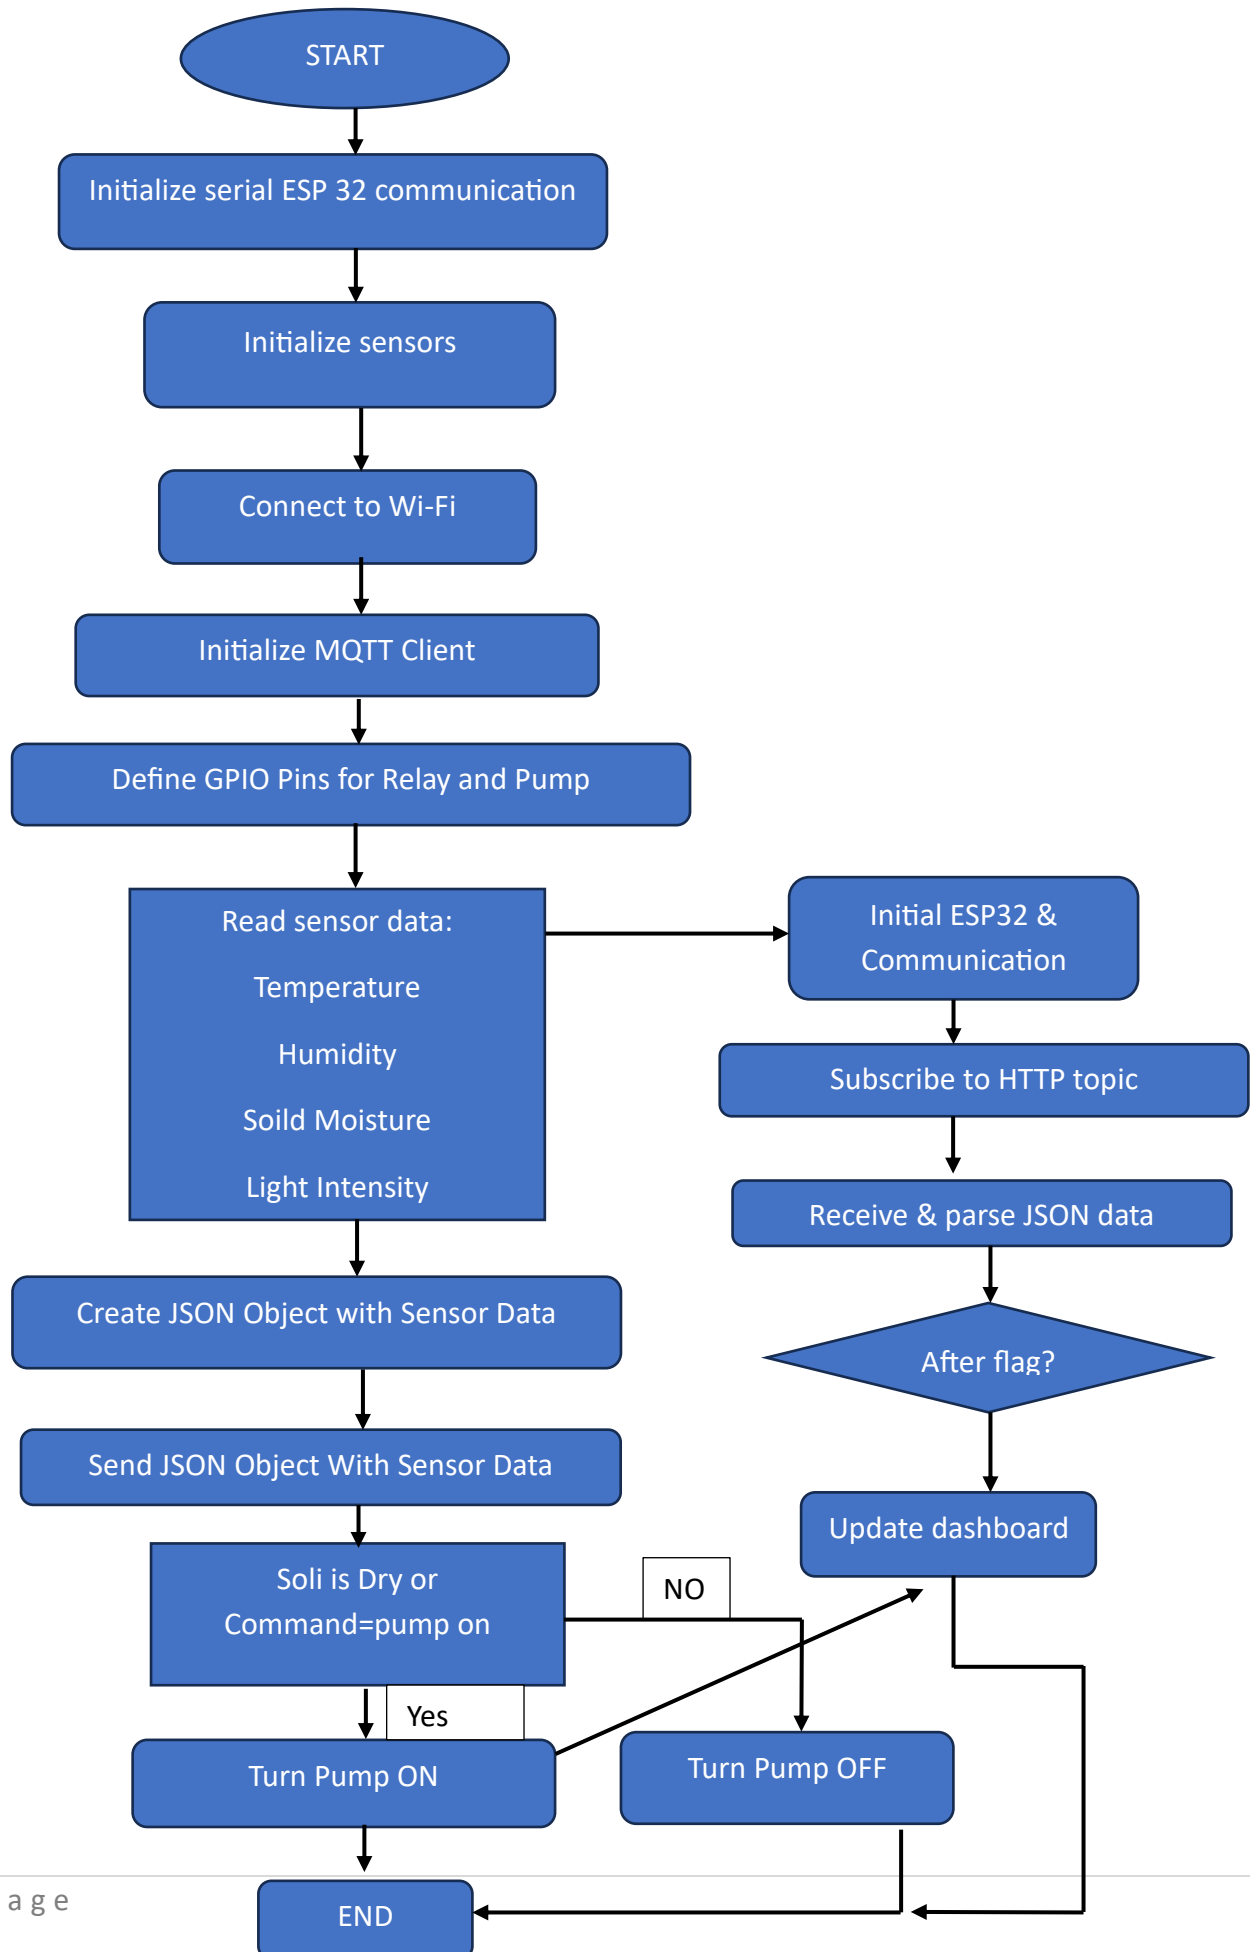 START
Initialize serial ESP 32 communication
Initialize sensors
Connect to Wi-Fi
Initialize MQTT Client
Define GPIO Pins for Relay and Pump
Read sensor data:
Temperature
Humidity
Soild Moisture
Light Intensity
Create JSON Object with Sensor Data
Send JSON Object With Sensor Data
Soli is Dry or
Command=pump on
NO
Yes
Turn Pump ON
Turn Pump OFF
Initial ESP32 &
Communication
Subscribe to HTTP topic
Receive & parse JSON data
After flag?
Update dashboard
END
a g e